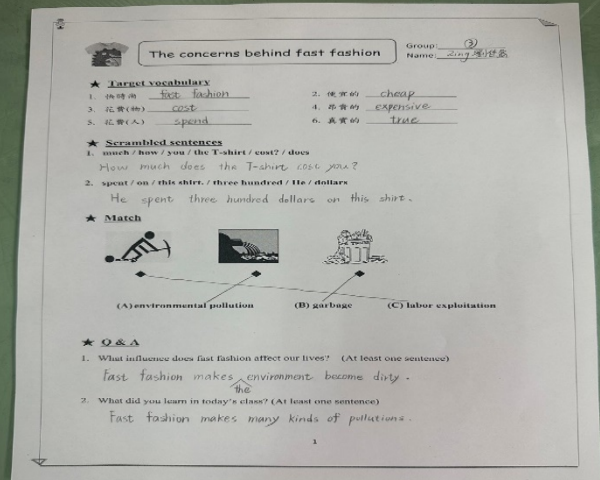 The concerns behind fast fashion
Group: ③
Name: Zing
★ Target vocabulary
1. 快時尚 fast fashion 2. 便宜的 cheap
3. 花費(物) cost 4. 昂貴的 expensive
5. 花費(人) spend 6. 真實的 true
★ Scrambled sentences
1. much / how / you / the T-shirt / cost? / does
How much does the T-shirt cost you?
2. spent / on / this shirt. / three hundred / He / dollars
He spent three hundred dollars on this shirt.
★ Match
(A) environmental pollution (B) garbage (C) labor exploitation
★ Q & A
1. What influence does fast fashion affect our lives? (At least one sentence)
Fast fashion makes environment become dirty.
the
2. What did you learn in today's class? (At least one sentence)
Fast fashion makes many kinds of pollutions.
1